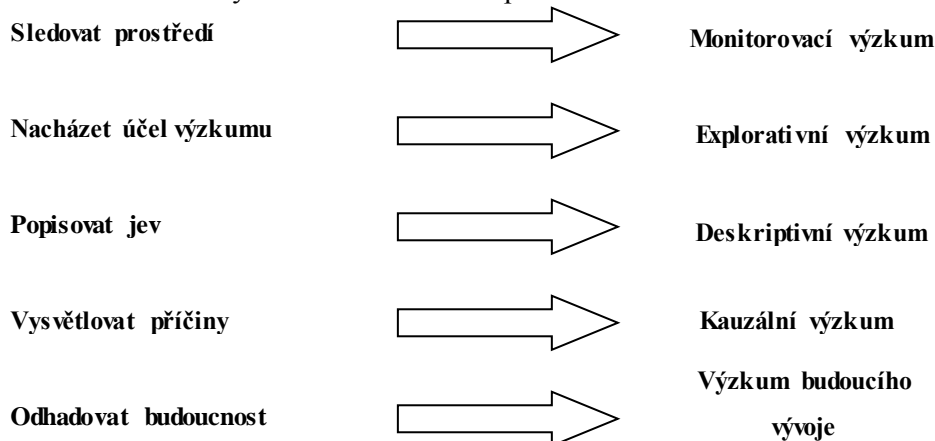 Sledovat prostředí
Monitorovací výzkum
Nacházet účel výzkumu
Explorativní výzkum
Popisovat jev
Deskriptivní výzkum
Vysvětlovat příčiny
Kauzální výzkum
Odhadovat budoucnost
Výzkum budoucího
vývoje